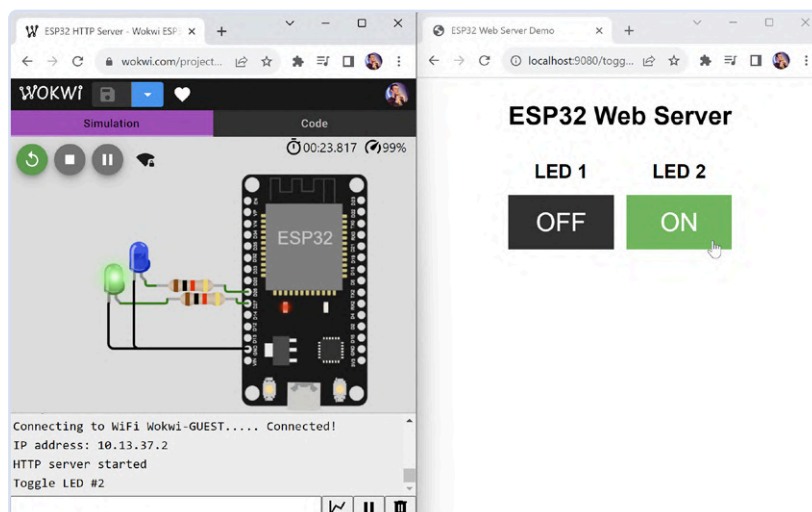 ESP32 HTTP Server - Wokwi ESP
wokwi.com/project...
WOKWI
Simulation
Code
00:23.817
99%
ESP32
Connecting to WiFi Wokwi-GUEST..... Connected!
IP address: 10.13.37.2
HTTP server started
Toggle LED #2
ESP32 Web Server Demo
localhost:9080/togg...
ESP32 Web Server
LED 1
LED 2
OFF
ON